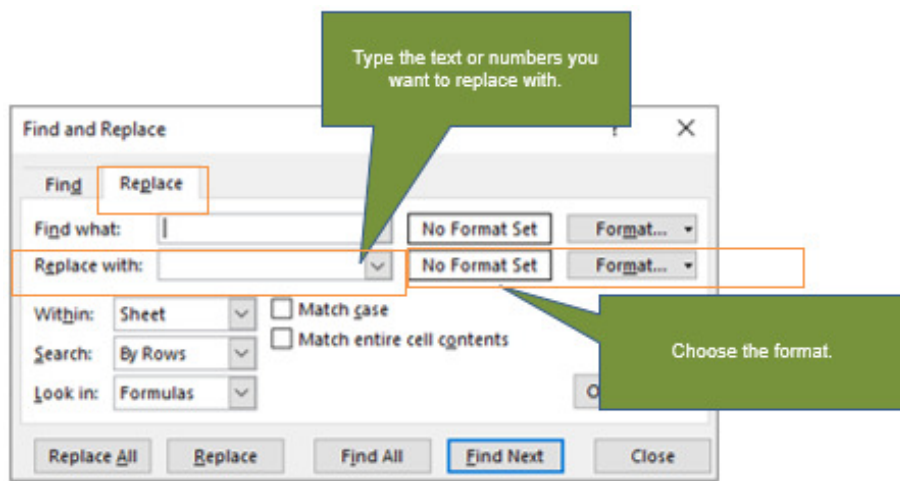 Type the text or numbers you
want to replace with.
Find and Replace
Find Replace
Find what: No Format Set Format...
Replace with: No Format Set Format...
Within: Sheet Match case
Match entire cell contents
Search: By Rows
Look in: Formulas
Choose the format.
Replace All Replace Find All Find Next Close